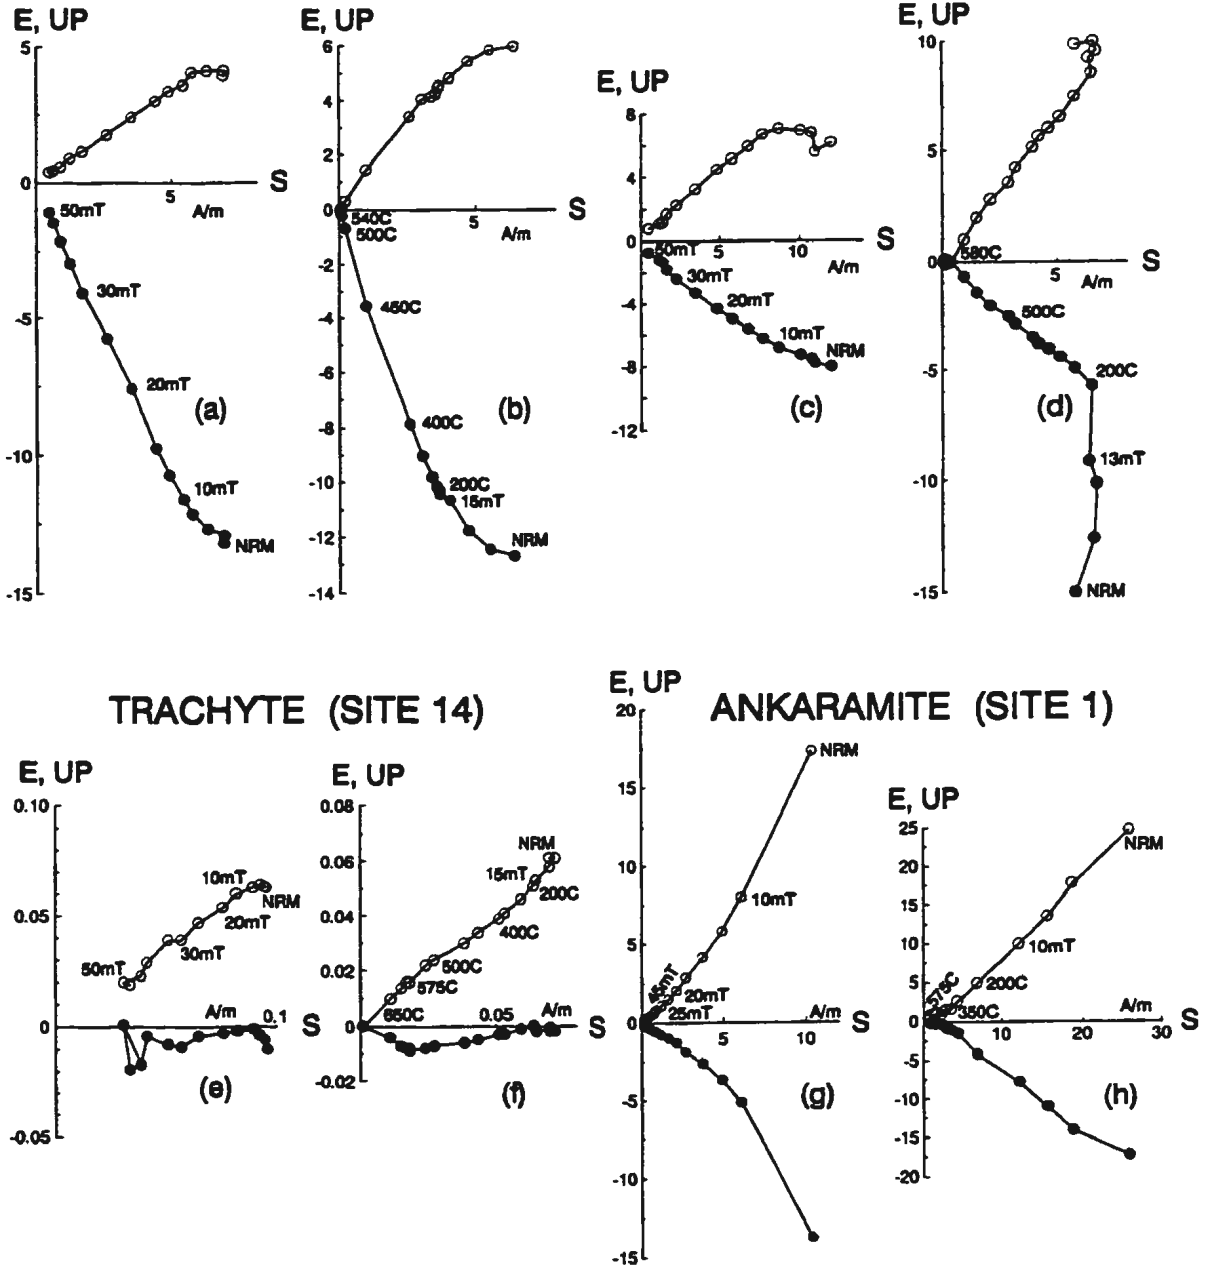 E, UP
5
0
-5
-10
-15
5
A/m
S
50mT
30mT
20mT
10mT
NRM
(a)
E, UP
6
4
2
0
-2
-4
-6
-8
-10
-12
-14
5
A/m
S
540C
500C
450C
400C
200C
15mT
NRM
(b)
E, UP
8
4
0
-4
-8
-12
5
10
A/m
S
50mT
30mT
20mT
10mT
NRM
(c)
E, UP
10
5
0
-5
-10
-15
5
A/m
S
580C
500C
200C
13mT
NRM
(d)
TRACHYTE (SITE 14)
ANKARAMITE (SITE 1)
E, UP
0.10
0.05
0
-0.05
A/m
0.1
S
10mT
NRM
20mT
30mT
50mT
(e)
E, UP
0.08
0.06
0.04
0.02
0
-0.02
0.05
A/m
S
NRM
15mT
200C
400C
500C
575C
650C
(f)
E, UP
20
15
10
5
0
-5
-10
-15
5
10
A/m
S
NRM
10mT
45mT
20mT
25mT
(g)
E, UP
25
20
15
10
5
0
-5
-10
-15
-20
10
20
30
A/m
S
NRM
10mT
200C
575C
350C
(h)